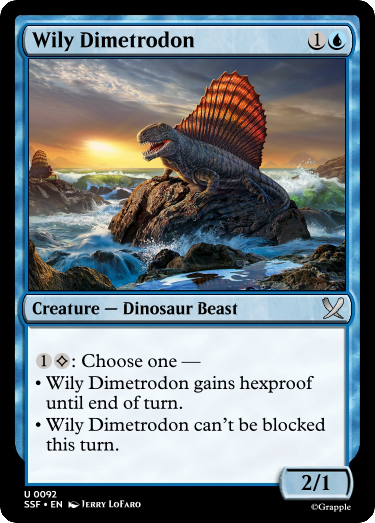 Wily Dimetrodon 1
Creature — Dinosaur Beast
1: Choose one —
• Wily Dimetrodon gains hexproof
until end of turn.
• Wily Dimetrodon can't be blocked
this turn.
2/1
U 0092
SSF • EN Jerry LoFaro
©Grapple